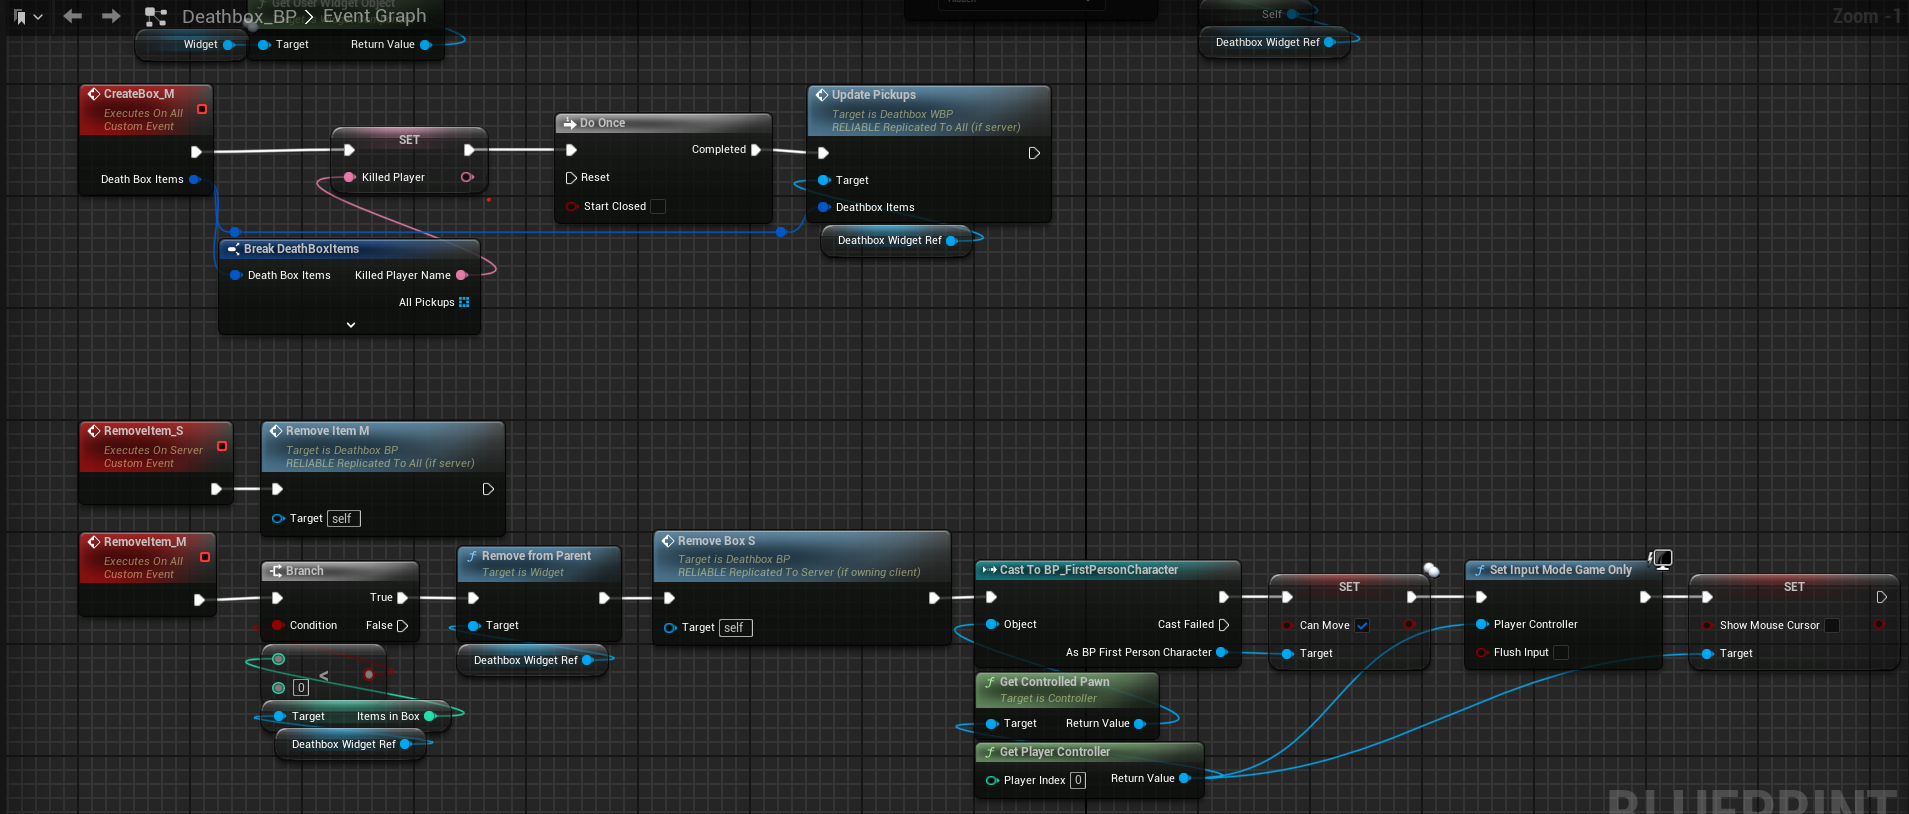 Deathbox_BP > Event Graph
Zoom -1
Get User Widget Object
Widget
Target
Return Value
Self
Deathbox Widget Ref
CreateBox_M
Executes On All
Custom Event
Death Box Items
SET
Killed Player
Do Once
Completed
Reset
Start Closed
Update Pickups
Target is Deathbox WBP
RELIABLE Replicated To All (if server)
Target
Deathbox Items
Deathbox Widget Ref
Break DeathBoxItems
Death Box Items
Killed Player Name
All Pickups
RemoveItem_S
Executes On Server
Custom Event
Remove Item M
Target is Deathbox BP
RELIABLE Replicated To All (if server)
Target self
RemoveItem_M
Executes On All
Custom Event
Branch
True
Condition
False
<
0
Target
Items in Box
Deathbox Widget Ref
Remove from Parent
Target is Widget
Target
Deathbox Widget Ref
Remove Box S
Target is Deathbox BP
RELIABLE Replicated To Server (if owning client)
Target self
Cast To BP_FirstPersonCharacter
Object
Cast Failed
As BP First Person Character
Get Controlled Pawn
Target is Controller
Target
Return Value
Get Player Controller
Player Index 0
Return Value
SET
Can Move
Target
Set Input Mode Game Only
Player Controller
Flush Input
SET
Show Mouse Cursor
Target
BLUEPRINT